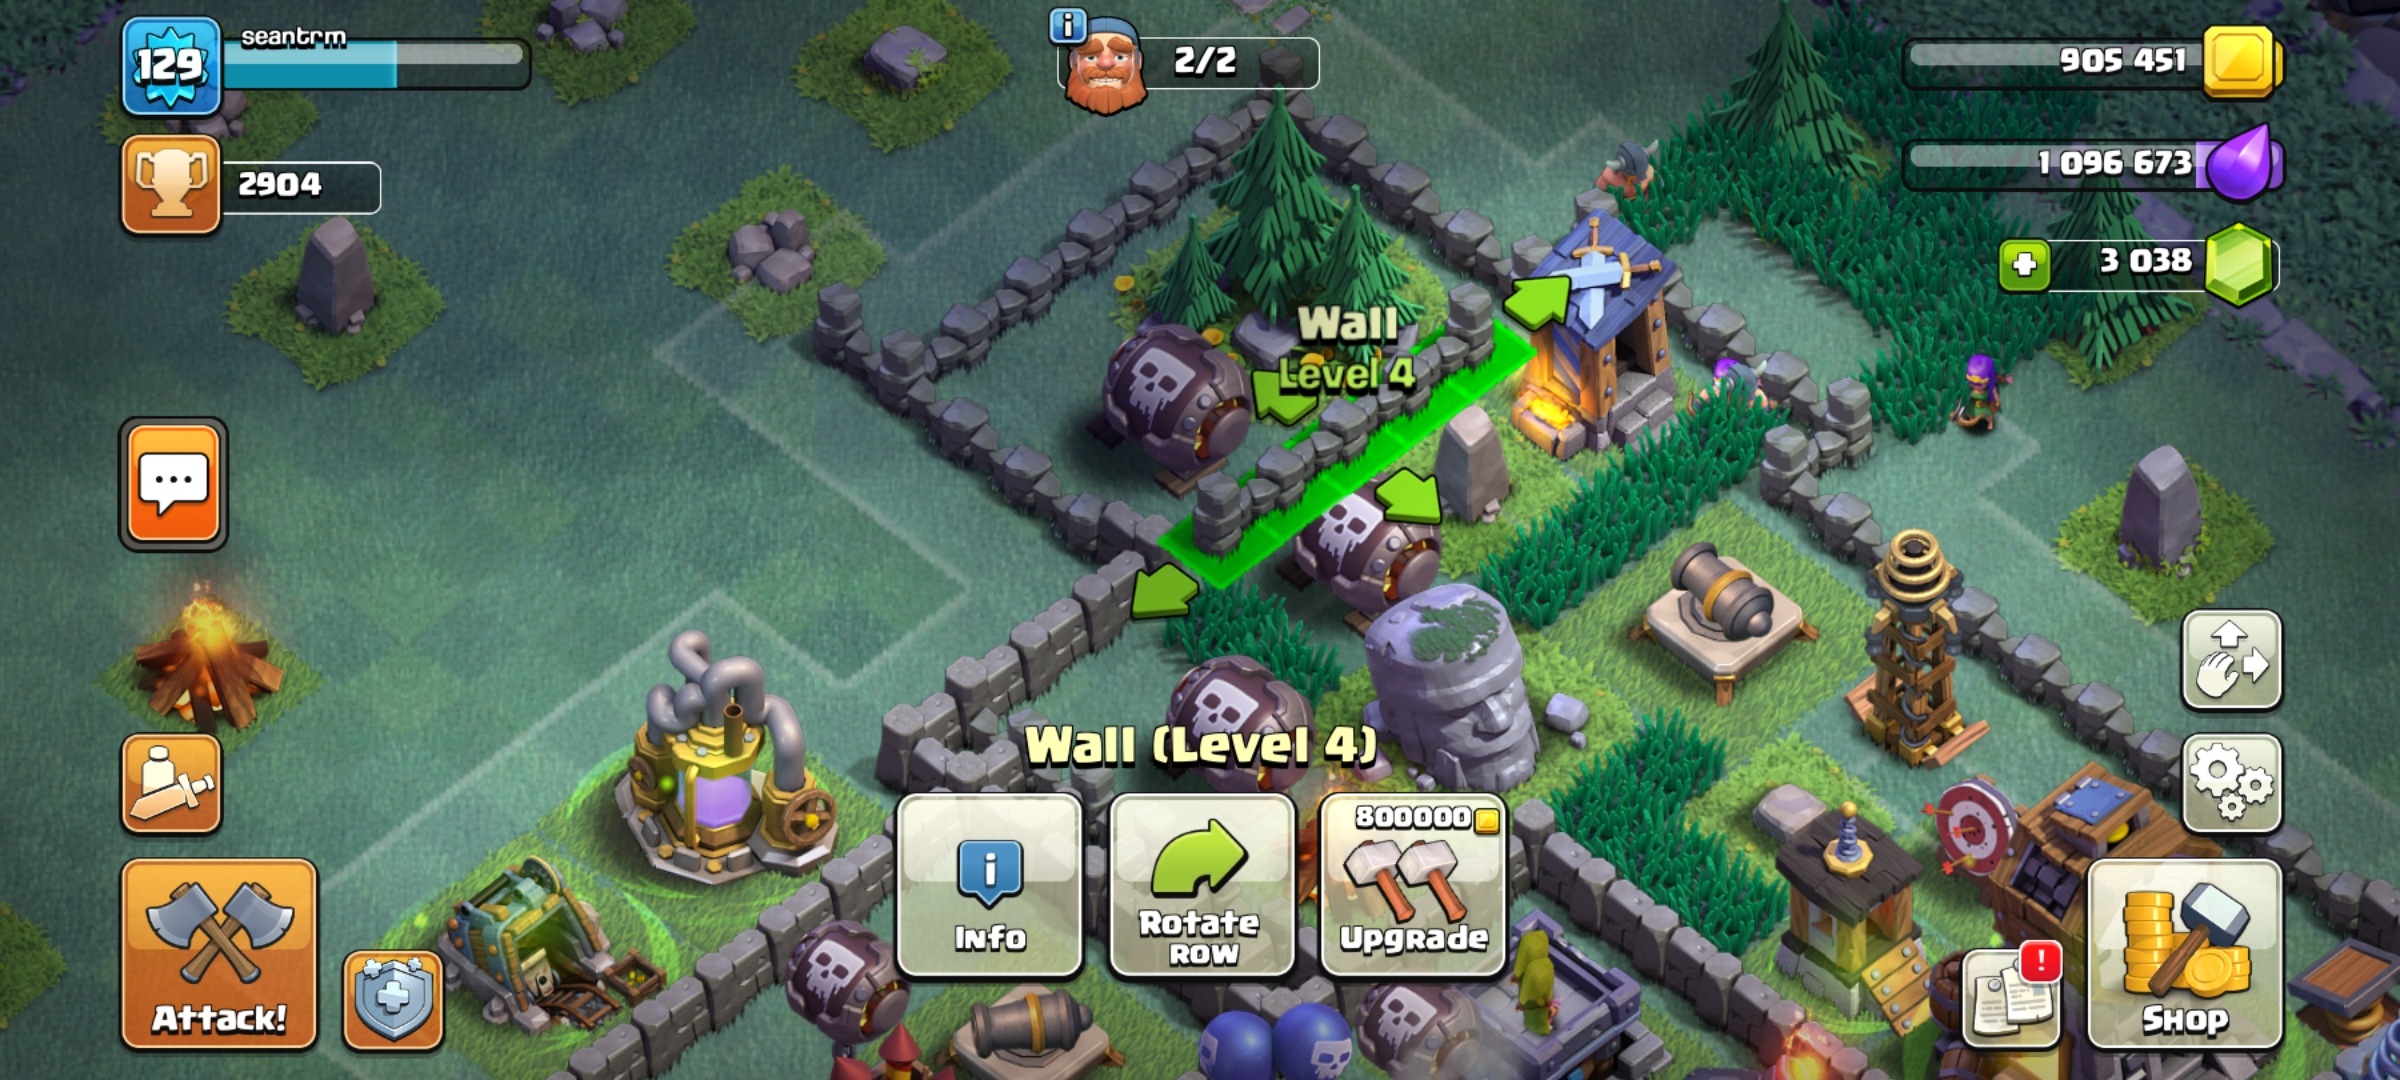 129
seantrm
i
2/2
905 451
2904
1 096 673
+
3 038
Wall
Level 4
Wall (Level 4)
800000
i
Info
Rotate
row
Upgrade
Attack!
!
Shop